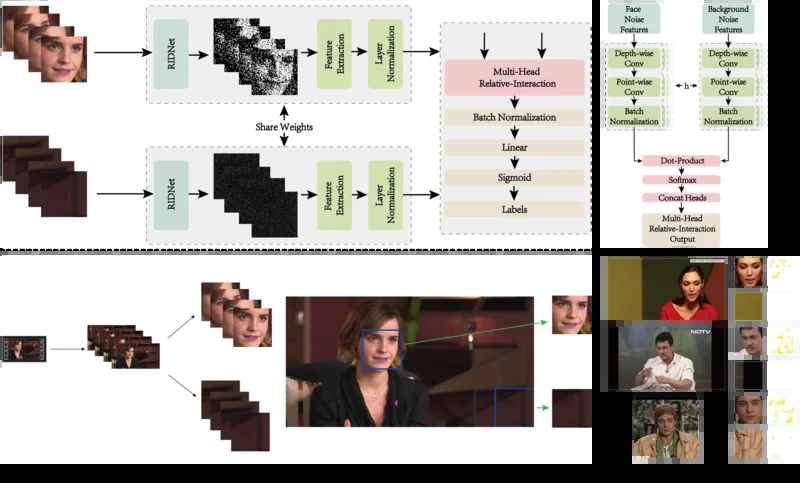 RIDNet
Feature
Extraction
Layer
Normalization
Share Weights
RIDNet
Feature
Extraction
Layer
Normalization
Multi-Head
Relative-Interaction
Batch Normalization
Linear
Sigmoid
Labels
Face
Noise
Features
Background
Noise
Features
Depth-wise
Conv
Point-wise
Conv
Batch
Normalization
h
Depth-wise
Conv
Point-wise
Conv
Batch
Normalization
Dot-Product
Softmax
Concat Heads
Multi-Head
Relative-Interaction
Output
NDTV